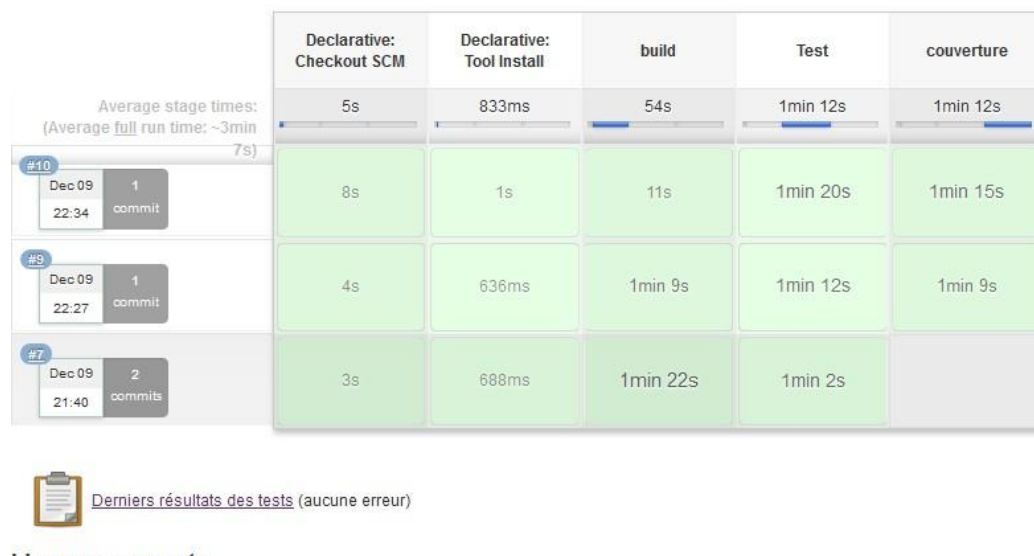 Declarative: Checkout SCM
Declarative: Tool Install
build
Test
couverture
Average stage times:
(Average full run time: ~3min 7s)
5s
833ms
54s
1min 12s
1min 12s
#10
Dec 09
22:34
1
commit
8s
1s
11s
1min 20s
1min 15s
#9
Dec 09
22:27
1
commit
4s
636ms
1min 9s
1min 12s
1min 9s
#7
Dec 09
21:40
2
commits
3s
688ms
1min 22s
1min 2s
Derniers résultats des tests (aucune erreur)